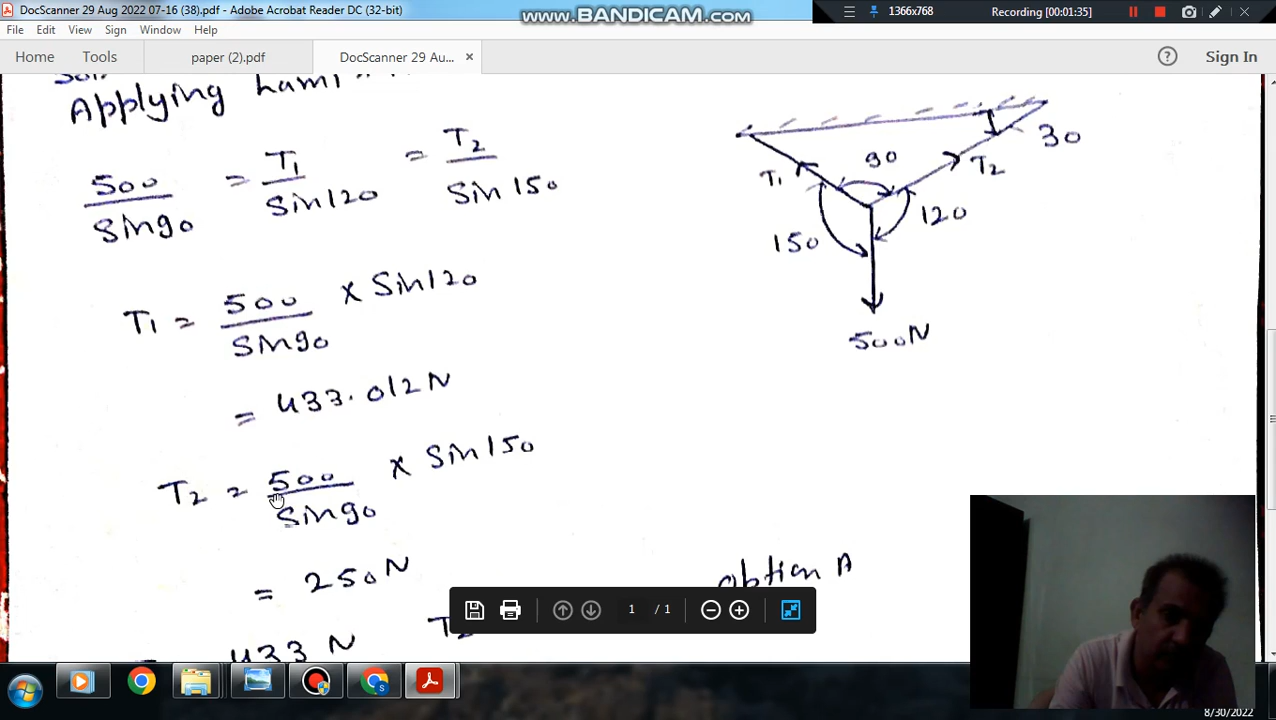 DocScanner 29 Aug 2022 07-16 (38).pdf - Adobe Acrobat Reader DC (32-bit)
www.BANDICAM.com
1366x768
Recording [00:01:35]
File Edit View Sign Window Help
Home Tools paper (2).pdf DocScanner 29 Au... × Sign In
Applying Lami
500/Sin90 = T1/Sin120 = T2/Sin150
T1 = 500/Sin90 x Sin120
= 433.012N
T2 = 500/Sin90 x Sin150
= 250N
433 N
option A
90
30
T1
T2
150
120
500N
1 / 1
8/30/2022